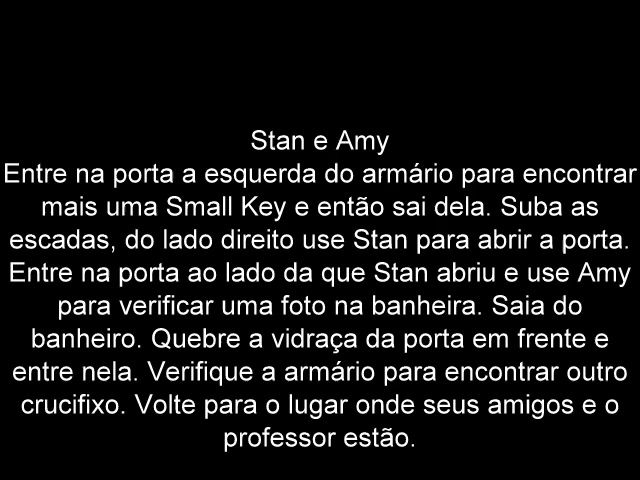 Stan e Amy
Entre na porta a esquerda do armário para encontrar
mais uma Small Key e então sai dela. Suba as
escadas, do lado direito use Stan para abrir a porta.
Entre na porta ao lado da que Stan abriu e use Amy
para verificar uma foto na banheira. Saia do
banheiro. Quebre a vidraça da porta em frente e
entre nela. Verifique a armário para encontrar outro
crucifixo. Volte para o lugar onde seus amigos e o
professor estão.